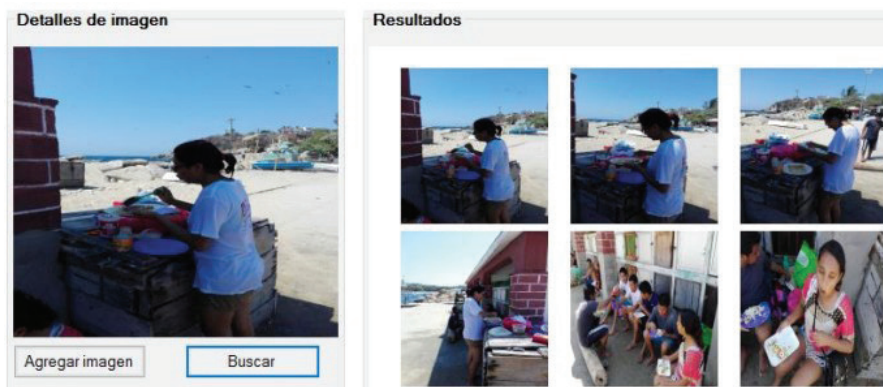 Detalles de imagen
Resultados
Agregar imagen
Buscar